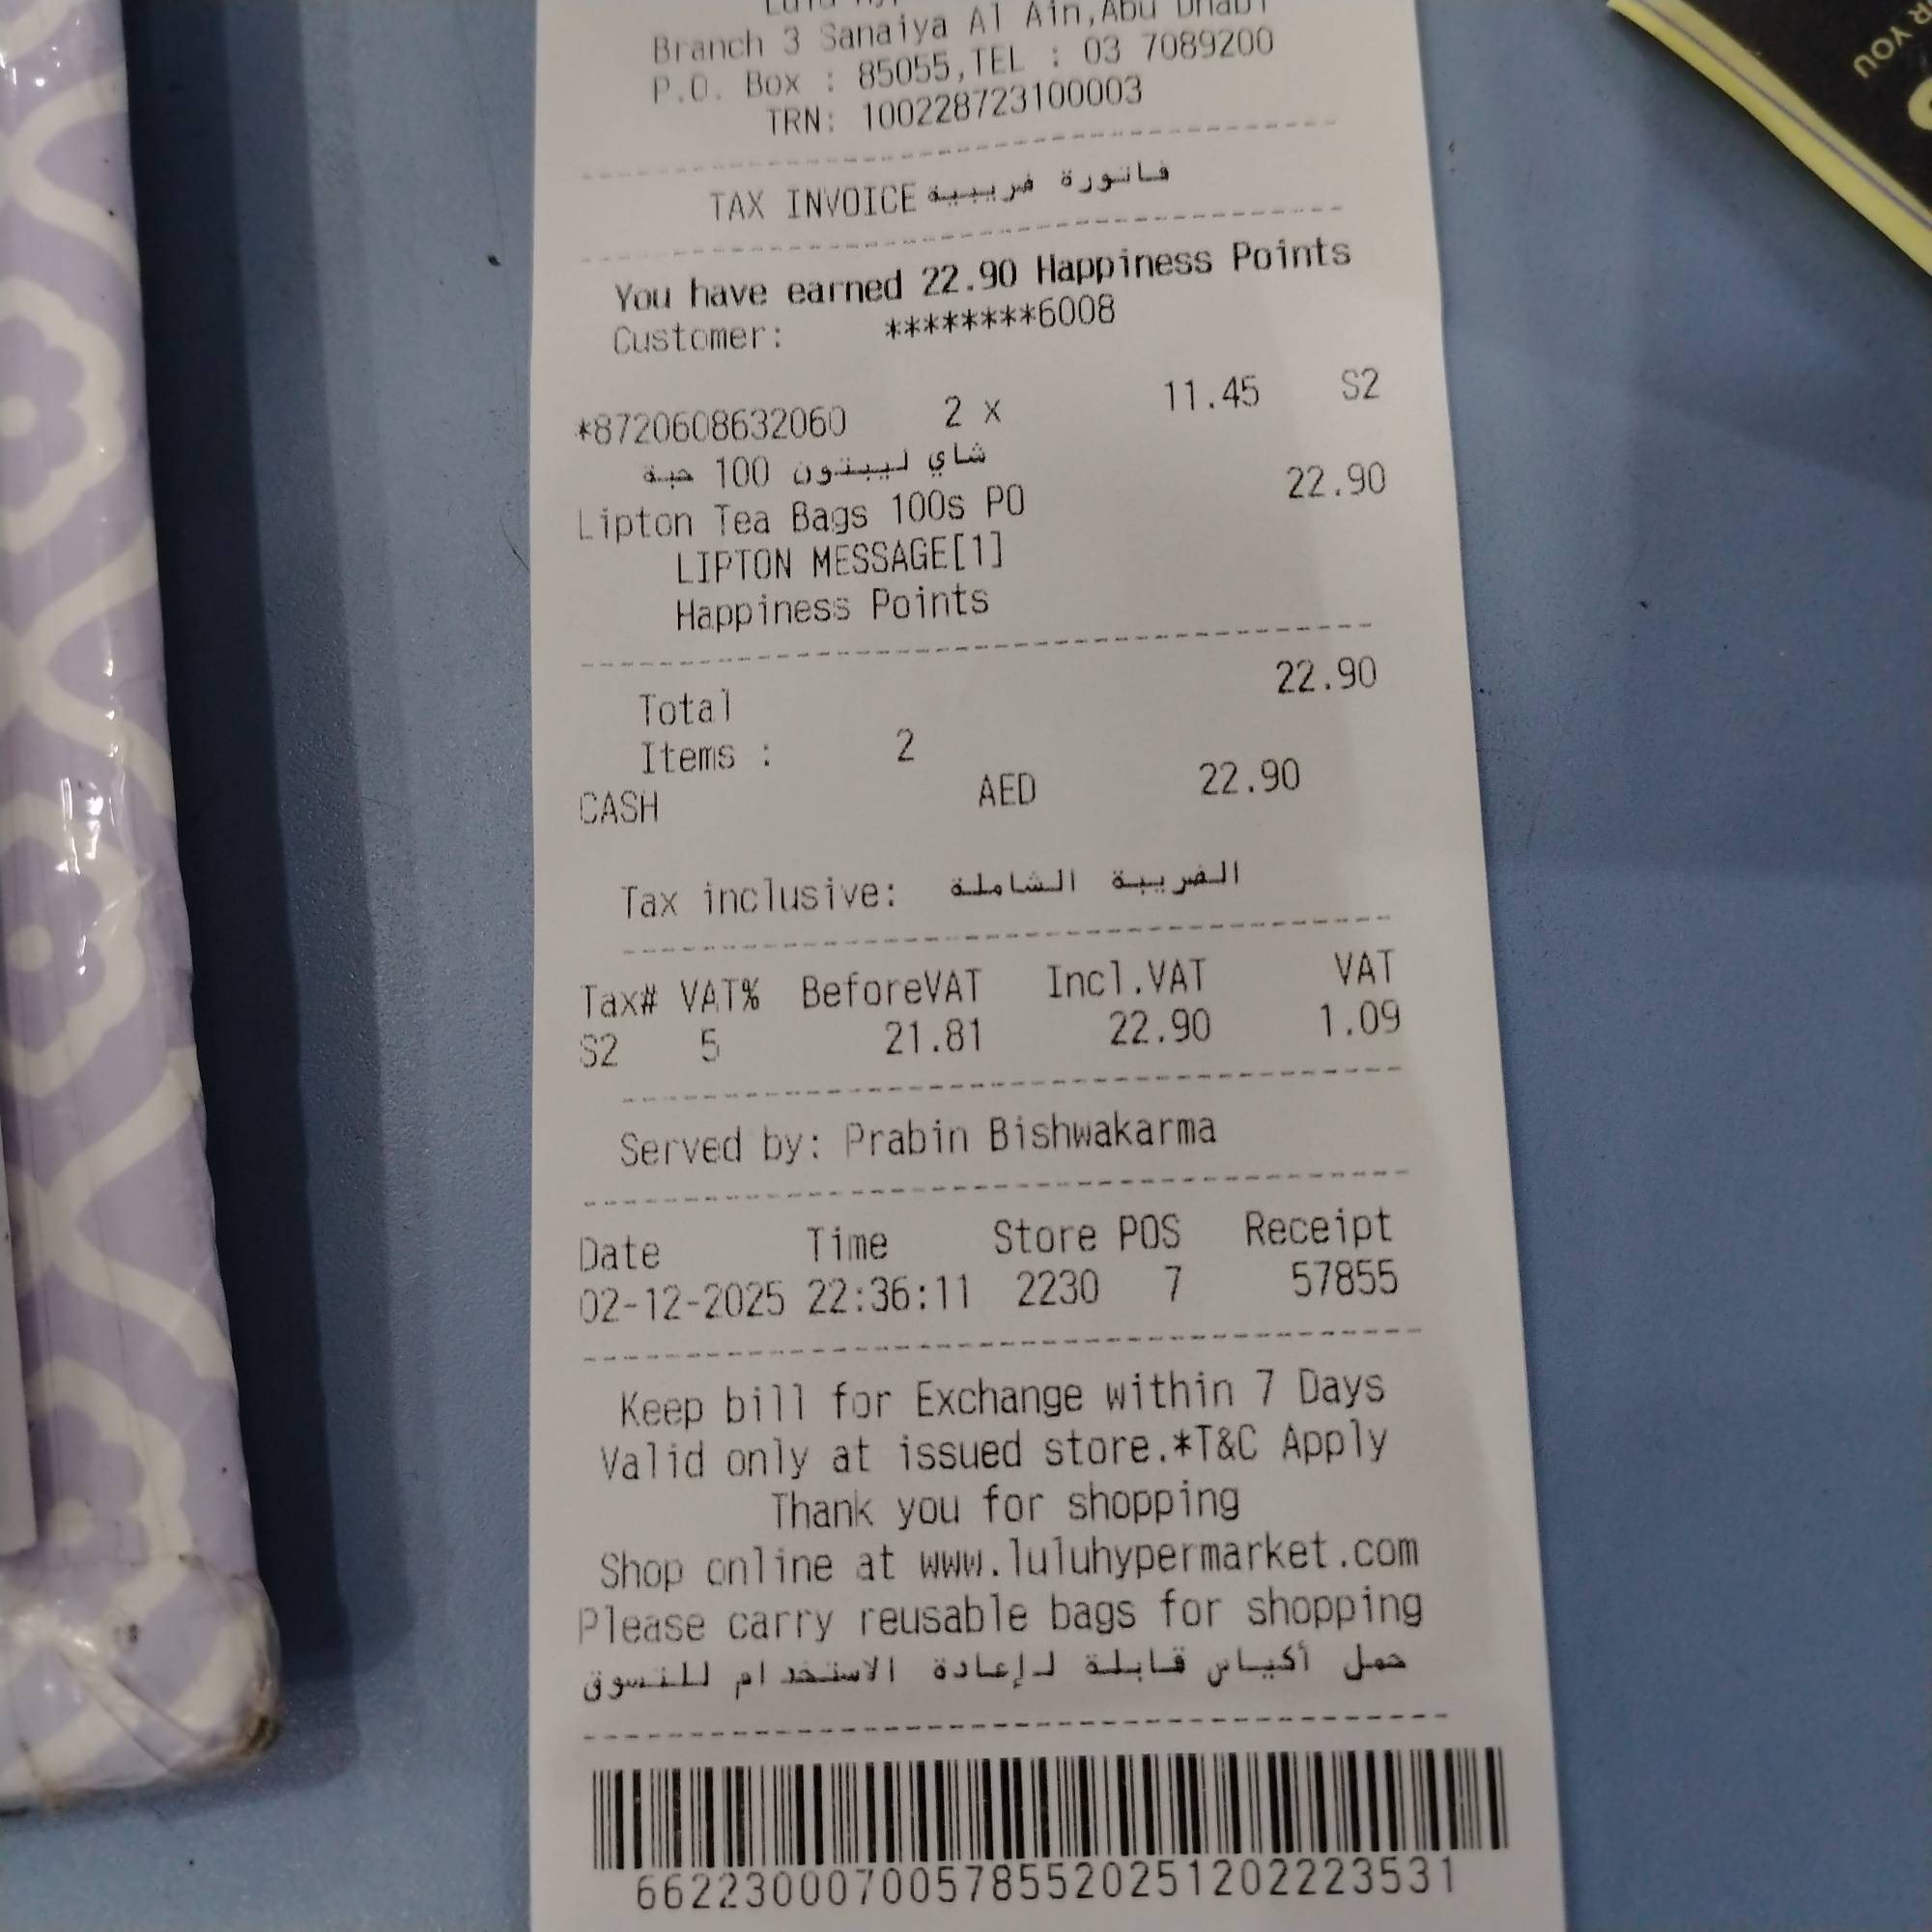 Branch 3 Sanaiya Al Ain,Abu Dhabi
P.O. Box : 85055,TEL : 03 7089200
TRN: 100228723100003
TAX INVOICE فاتورة ضريبية
You have earned 22.90 Happiness Points
Customer: ********6008
*8720608632060 2 x 11.45 S2
شاي ليبتون 100 حبة
Lipton Tea Bags 100s PO 22.90
LIPTON MESSAGE[1]
Happiness Points
Total 22.90
Items : 2
CASH AED 22.90
Tax inclusive: الضريبة الشاملة
Tax# VAT% BeforeVAT Incl.VAT VAT
S2 5 21.81 22.90 1.09
Served by: Prabin Bishwakarma
Date Time Store POS Receipt
02-12-2025 22:36:11 2230 7 57855
Keep bill for Exchange within 7 Days
Valid only at issued store.*T&C Apply
Thank you for shopping
Shop online at www.luluhypermarket.com
Please carry reusable bags for shopping
حمل أكياس قابلة لإعادة الاستخدام للتسوق
662230007005785520251202223531
YOU